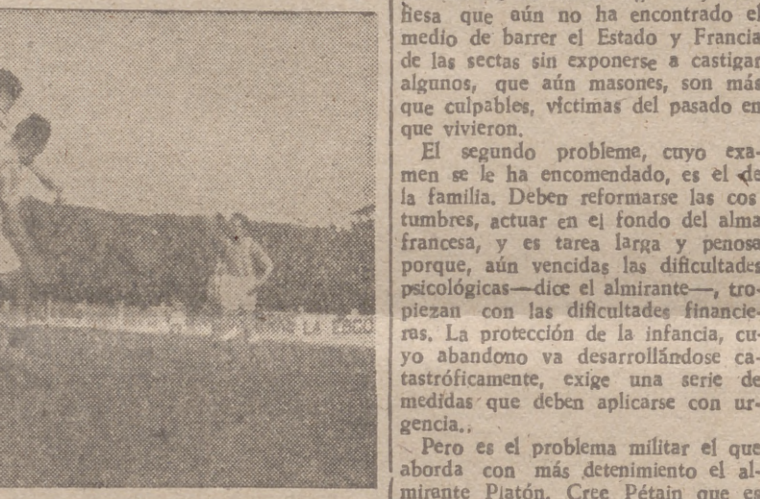 LA ESCO
ñesa que aún no ha encontrado el
medio de barrer el Estado y Francia
de las sectas sin exponerse a castigar
algunos, que aún masones, son más
que culpables, víctimas del pasado en
que vivieron.
El segundo probleme, cuyo exa-
men se le ha encomendado, es el de
la familia. Deben reformarse las cos
tumbres, actuar en el fondo del alma
francesa, y es tarea larga y penosa
porque, aún vencidas las dificultades
psicológicas—dice el almirante—, tro-
piezan con las dificultades financie-
ras. La protección de la infancia, cu-
yo abandono va desarrollándose ca-
tastróficamente, exige una serie de
medidas que deben aplicarse con ur-
gencia..
Pero es el problema militar el que
aborda con más detenimiento el al-
mirante Platón. Cree Pétain que es